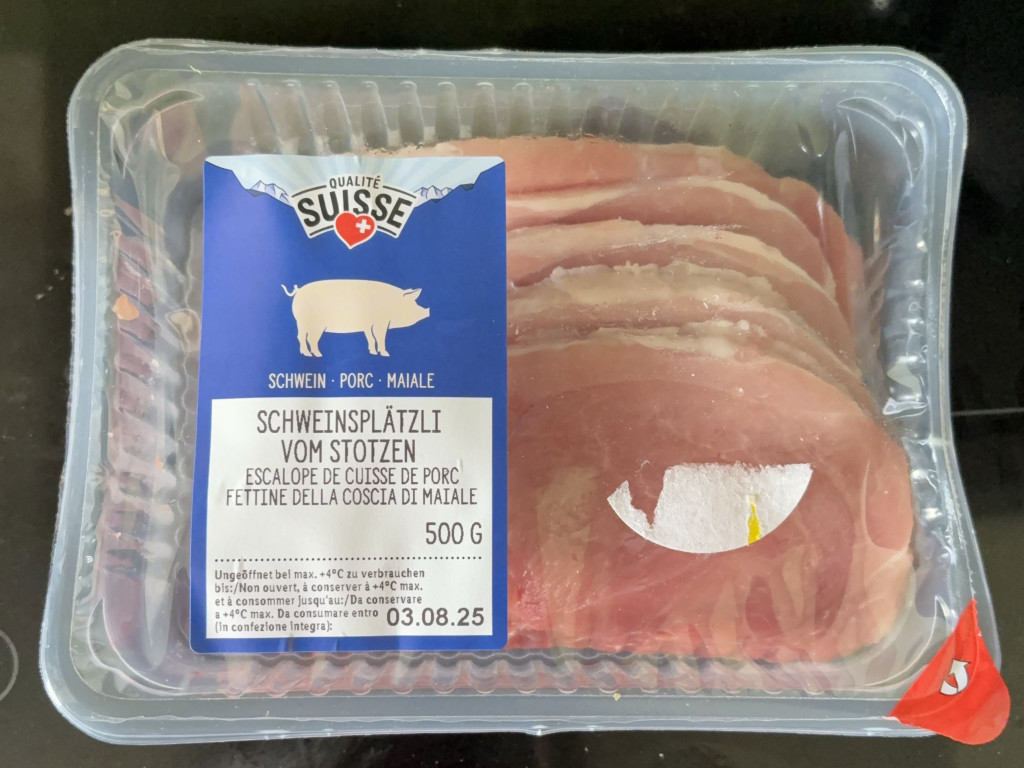 QUALITÉ
SUISSE
SCHWEIN · PORC · MAIALE
SCHWEINSPLÄTZLI
VOM STOTZEN
ESCALOPE DE CUISSE DE PORC
FETTINE DELLA COSCIA DI MAIALE
500 G
Ungeöffnet bei max. +4°C zu verbrauchen
bis:/Non ouvert, à conserver à +4°C max.
et à consommer jusqu'au:/Da conservare
a +4°C max. Da consumare entro
(in confezione integra): 03.08.25